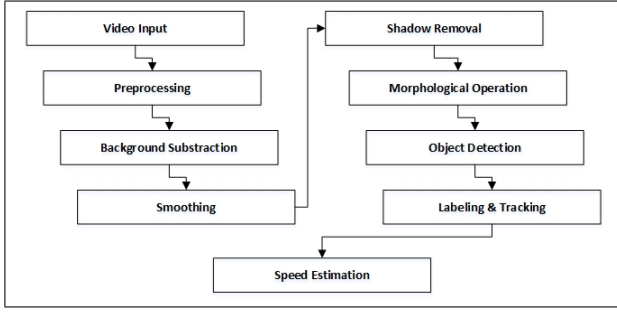 Video Input
Preprocessing
Background Substraction
Smoothing
Shadow Removal
Morphological Operation
Object Detection
Labeling & Tracking
Speed Estimation